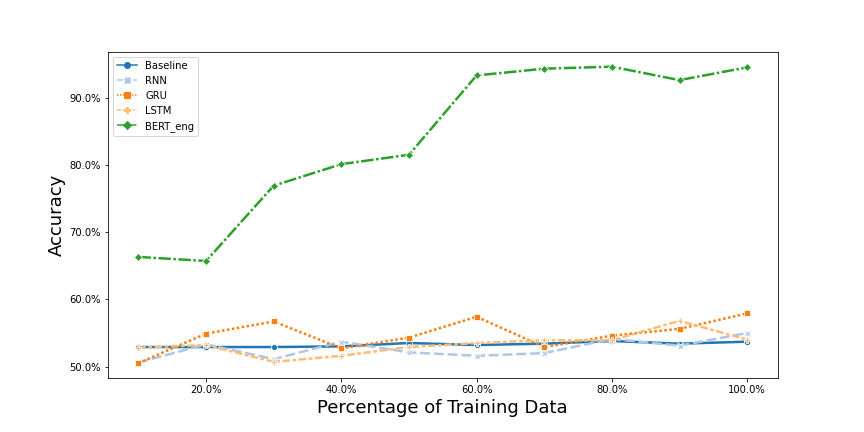 Baseline
RNN
GRU
LSTM
BERT_eng
90.0%
80.0%
70.0%
60.0%
50.0%
Accuracy
20.0% 40.0% 60.0% 80.0% 100.0%
Percentage of Training Data